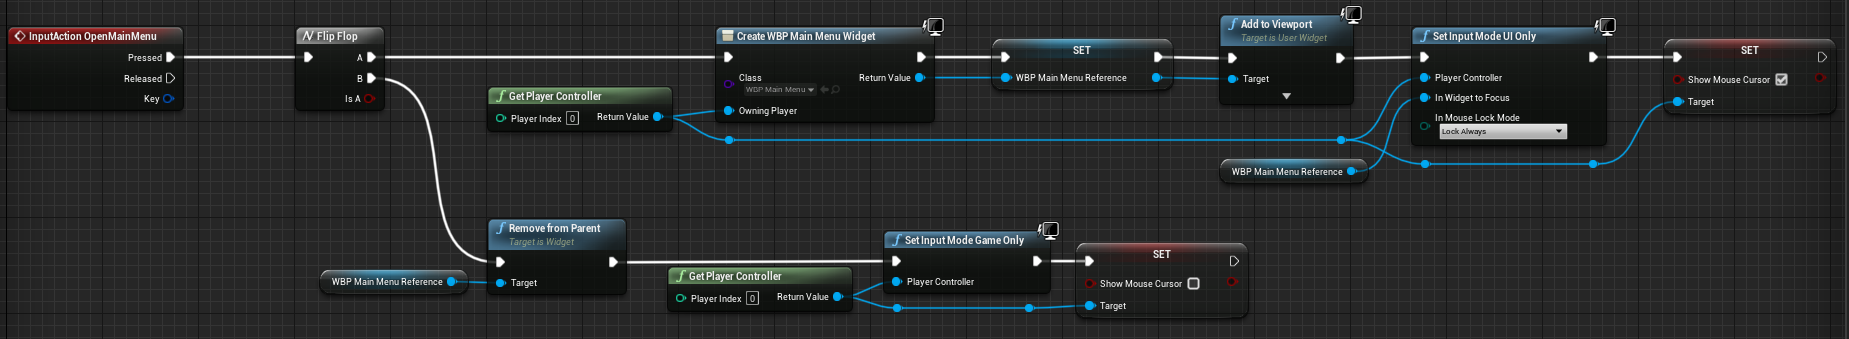 InputAction OpenMainMenu
Pressed
Released
Key
Flip Flop
A
B
Is A
Get Player Controller
Player Index 0
Return Value
Create WBP Main Menu Widget
Class
WBP Main Menu
Return Value
Owning Player
SET
WBP Main Menu Reference
Add to Viewport
Target is User Widget
Target
Set Input Mode UI Only
Player Controller
In Widget to Focus
In Mouse Lock Mode
Lock Always
WBP Main Menu Reference
SET
Show Mouse Cursor
Target
WBP Main Menu Reference
Remove from Parent
Target is Widget
Target
Get Player Controller
Player Index 0
Return Value
Set Input Mode Game Only
Player Controller
SET
Show Mouse Cursor
Target